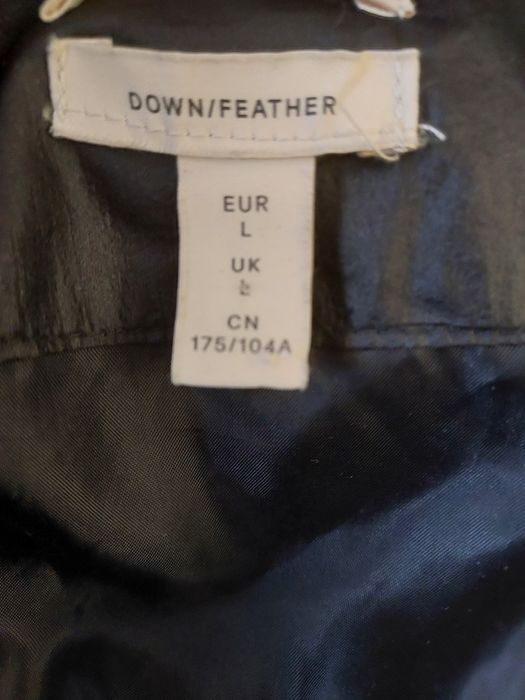 DOWN/FEATHER
EUR
L
UK
CN
175/104A